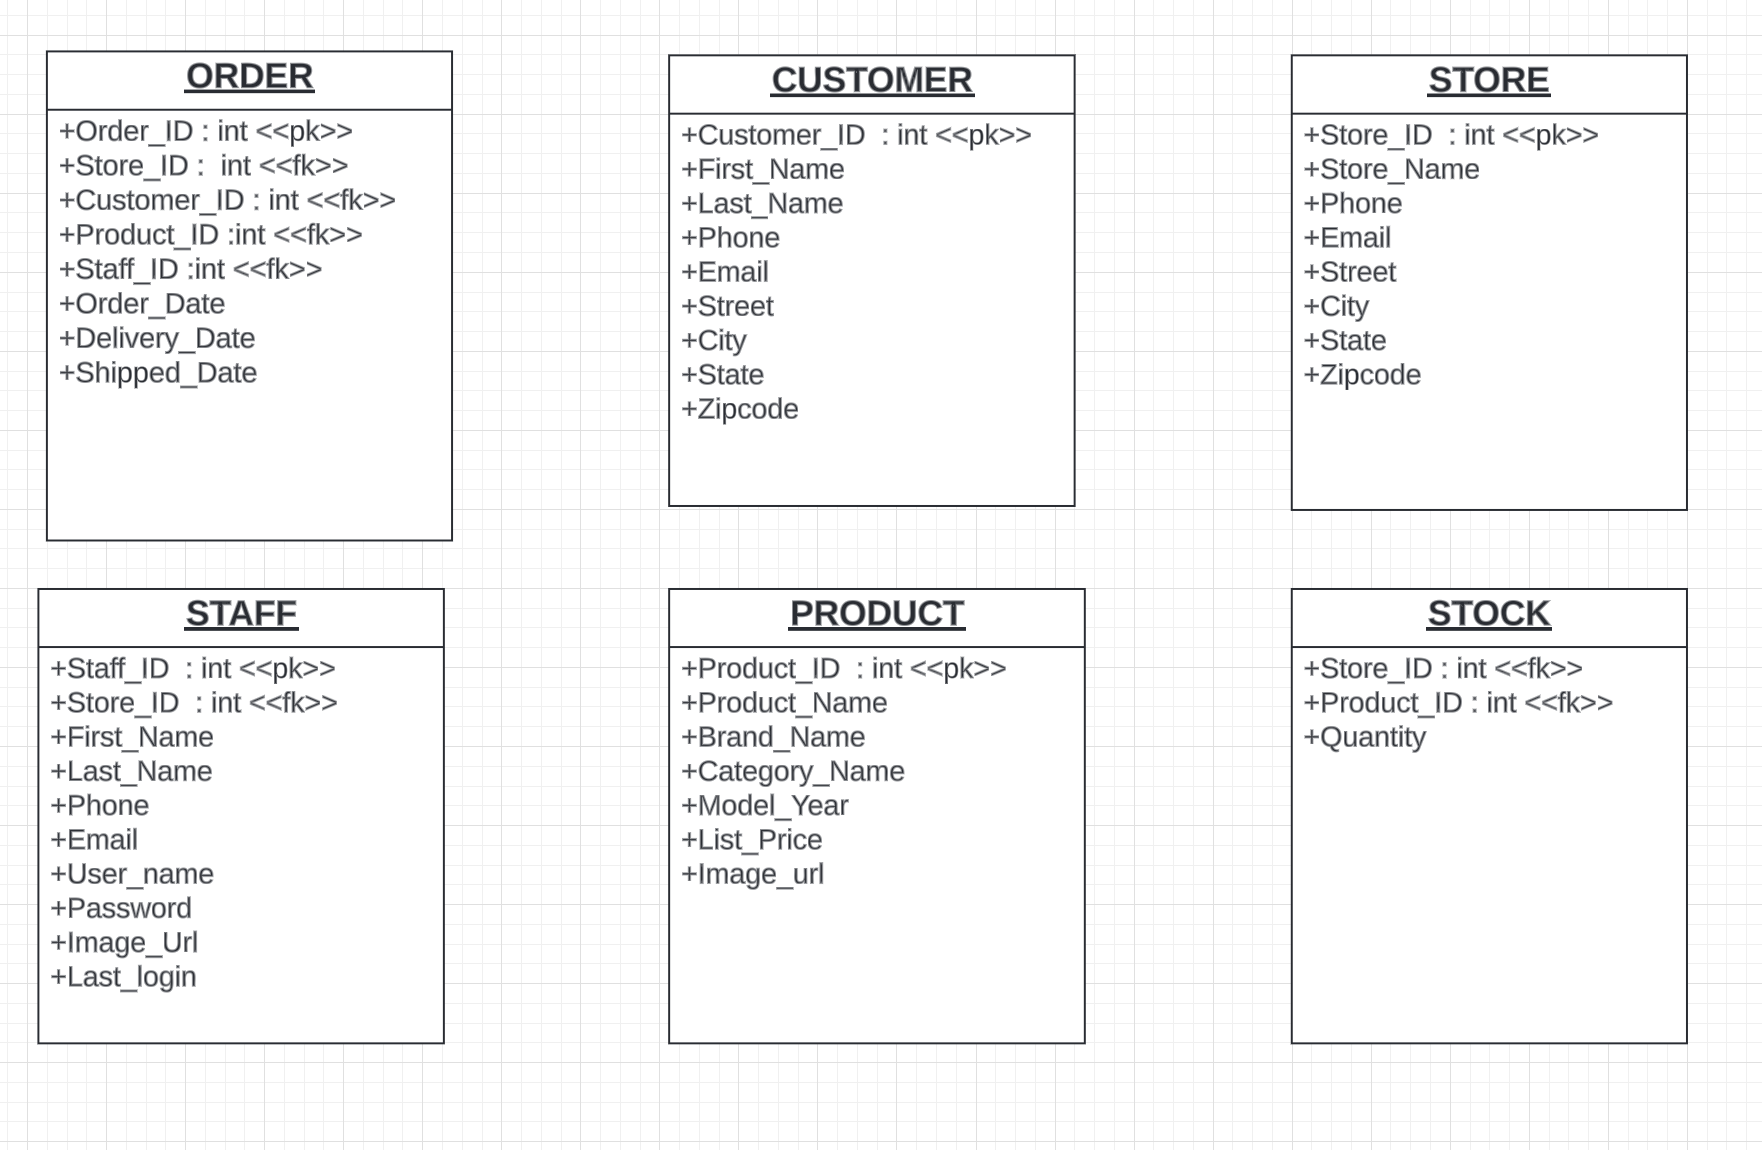 ORDER
+Order_ID : int <<pk>>
+Store_ID :  int <<fk>>
+Customer_ID : int <<fk>>
+Product_ID :int <<fk>>
+Staff_ID :int <<fk>>
+Order_Date
+Delivery_Date
+Shipped_Date
CUSTOMER
+Customer_ID  : int <<pk>>
+First_Name
+Last_Name
+Phone
+Email
+Street
+City
+State
+Zipcode
STORE
+Store_ID  : int <<pk>>
+Store_Name
+Phone
+Email
+Street
+City
+State
+Zipcode
STAFF
+Staff_ID  : int <<pk>>
+Store_ID  : int <<fk>>
+First_Name
+Last_Name
+Phone
+Email
+User_name
+Password
+Image_Url
+Last_login
PRODUCT
+Product_ID  : int <<pk>>
+Product_Name
+Brand_Name
+Category_Name
+Model_Year
+List_Price
+Image_url
STOCK
+Store_ID : int <<fk>>
+Product_ID : int <<fk>>
+Quantity